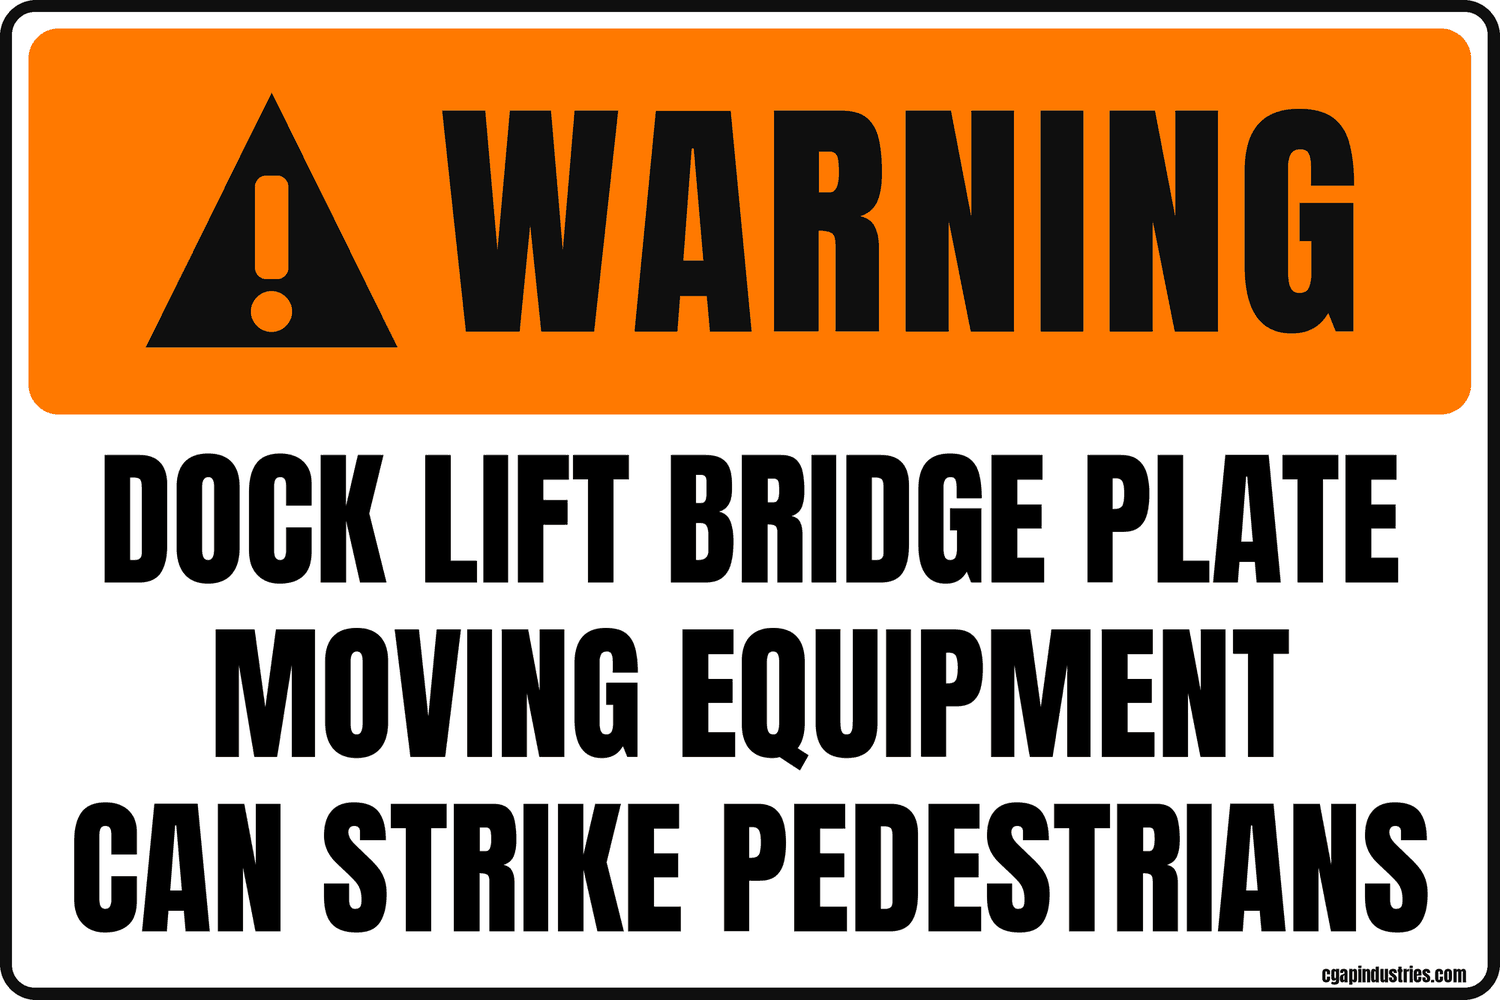 WARNING
DOCK LIFT BRIDGE PLATE
MOVING EQUIPMENT
CAN STRIKE PEDESTRIANS
cgapindustries.com